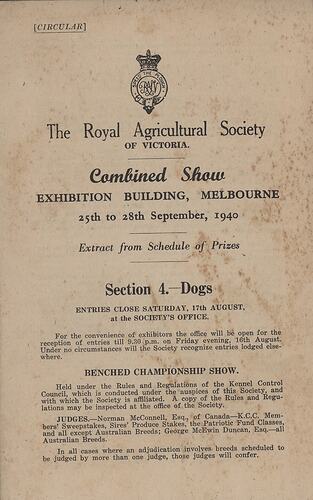 [CIRCULAR]
The Royal Agricultural Society
OF VICTORIA.
Combined Show
EXHIBITION BUILDING, MELBOURNE
25th to 28th September, 1940
Extract from Schedule of Prizes
Section 4.—Dogs
ENTRIES CLOSE SATURDAY, 17th AUGUST,
at the SOCIETY'S OFFICE.
For the convenience of exhibitors the office will be open for the
reception of entries till 9.30 p.m. on Friday evening, 16th August.
Under no circumstances will the Society recognize entries lodged else-
where.
BENCHED CHAMPIONSHIP SHOW.
Held under the Rules and Regulations of the Kennel Control
Council, which is conducted under the auspices of this Society, and
with which the Society is affiliated. A copy of the Rules and Regu-
lations may be inspected at the office of the Society.
JUDGES.—Norman McConnell, Esq., of Canada—K.C.C. Mem-
bers' Sweepstakes, Sires' Produce Stakes, the Patriotic Fund Classes,
and all except Australian Breeds; George McEwin Duncan, Esq.—all
Australian Breeds.
In all cases where an adjudication involves breeds scheduled to
be judged by more than one judge, those judges will confer.